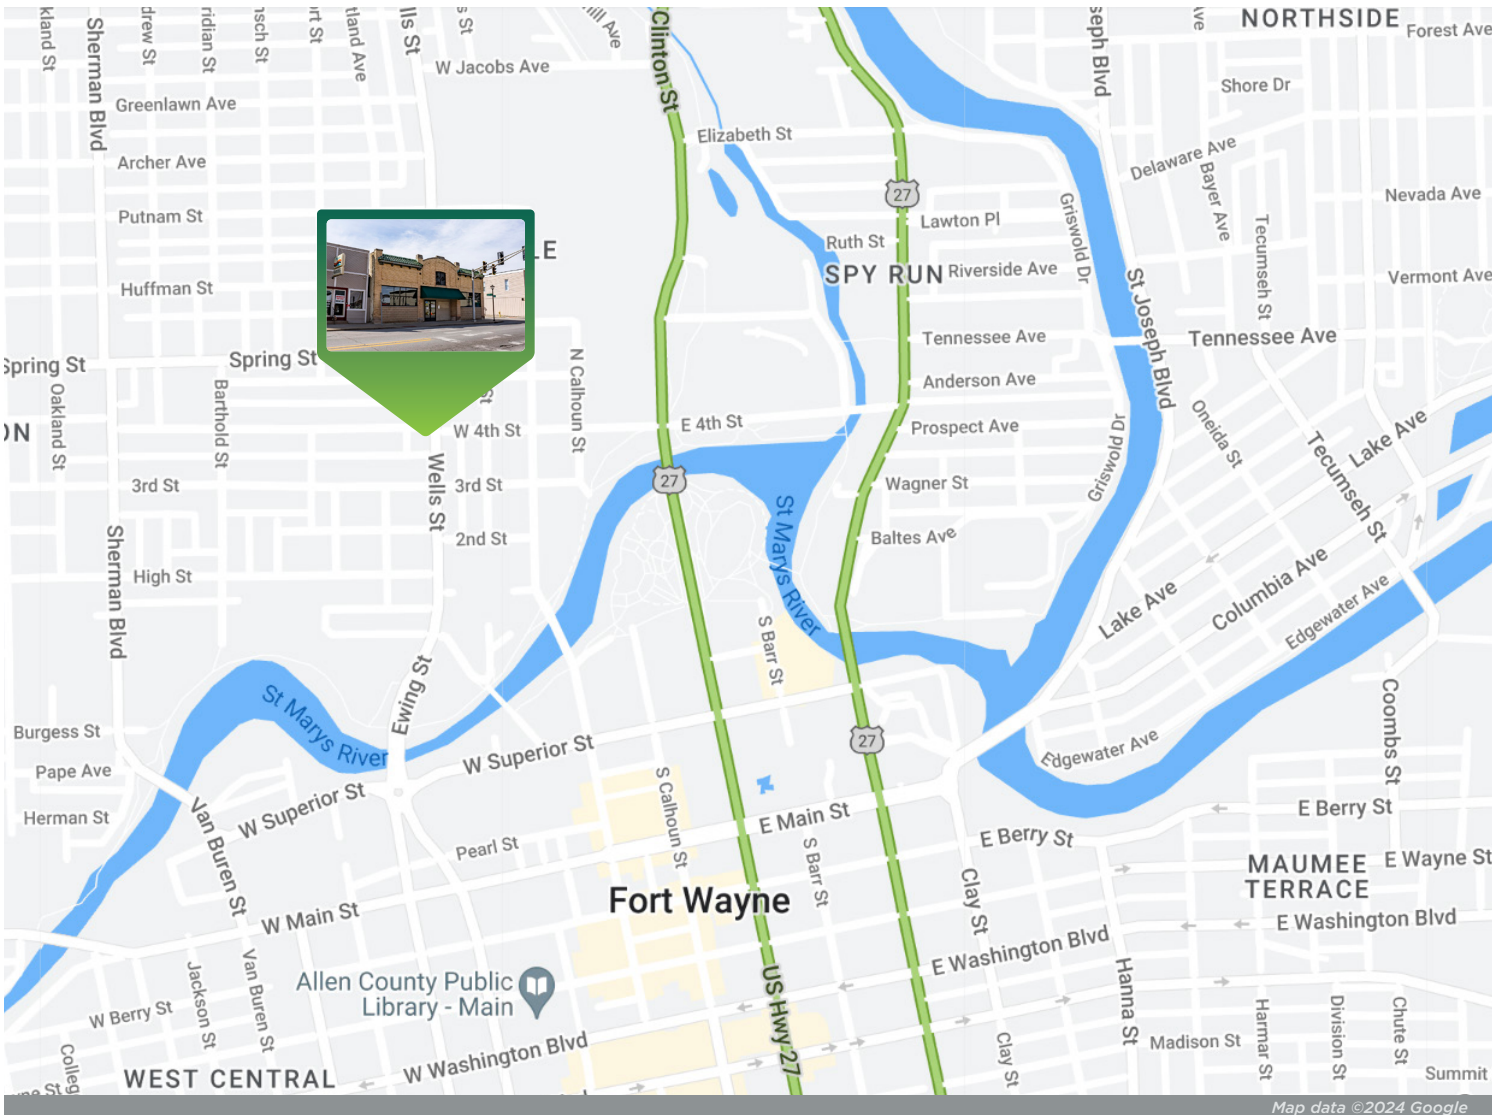 NORTHSIDE
Forest Ave
Clinton St
Sherman Blvd
W Jacobs Ave
Shore Dr
Greenlawn Ave
Elizabeth St
Delaware Ave
Archer Ave
Bayer Ave
Nevada Ave
27
Griswold Dr
Putnam St
Lawton Pl
Tecumseh St
Ruth St
SPY RUN
Riverside Ave
Vermont Ave
Huffman St
St Joseph Blvd
Tennessee Ave
Tennessee Ave
Spring St
Spring St
N Calhoun St
Anderson Ave
Oakland St
Barthold St
W 4th St
E 4th St
Prospect Ave
Oneida St
Lake Ave
Tecumseh St
Griswold Dr
Wells St
3rd St
3rd St
27
Wagner St
St Marys River
2nd St
Baltes Ave
Sherman Blvd
High St
Columbia Ave
Lake Ave
Edgewater Ave
S Barr St
Ewing St
St Marys River
Coombs St
Burgess St
27
Edgewater Ave
W Superior St
Pape Ave
S Calhoun St
Herman St
W Superior St
Van Buren St
E Main St
E Berry St
E Berry St
Pearl St
S Barr St
MAUMEE
TERRACE
E Wayne St
Clay St
Fort Wayne
W Main St
E Washington Blvd
E Washington Blvd
Allen County Public
Library - Main
Jackson St
Van Buren St
US Hwy 27
Hanna St
W Berry St
Harmar St
Division St
Chute St
Clay St
Madison St
W Washington Blvd
WEST CENTRAL
Summit
Map data ©2024 Google